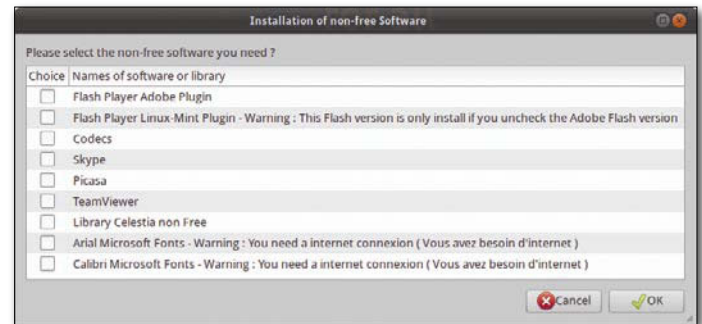 Installation of non-free Software
Please select the non-free software you need ?
Choice Names of software or library
Flash Player Adobe Plugin
Flash Player Linux-Mint Plugin - Warning : This Flash version is only install if you uncheck the Adobe Flash version
Codecs
Skype
Picasa
TeamViewer
Library Celestia non Free
Arial Microsoft Fonts - Warning : You need a internet connexion ( Vous avez besoin d'internet )
Calibri Microsoft Fonts - Warning : You need a internet connexion ( Vous avez besoin d'internet )
Cancel OK